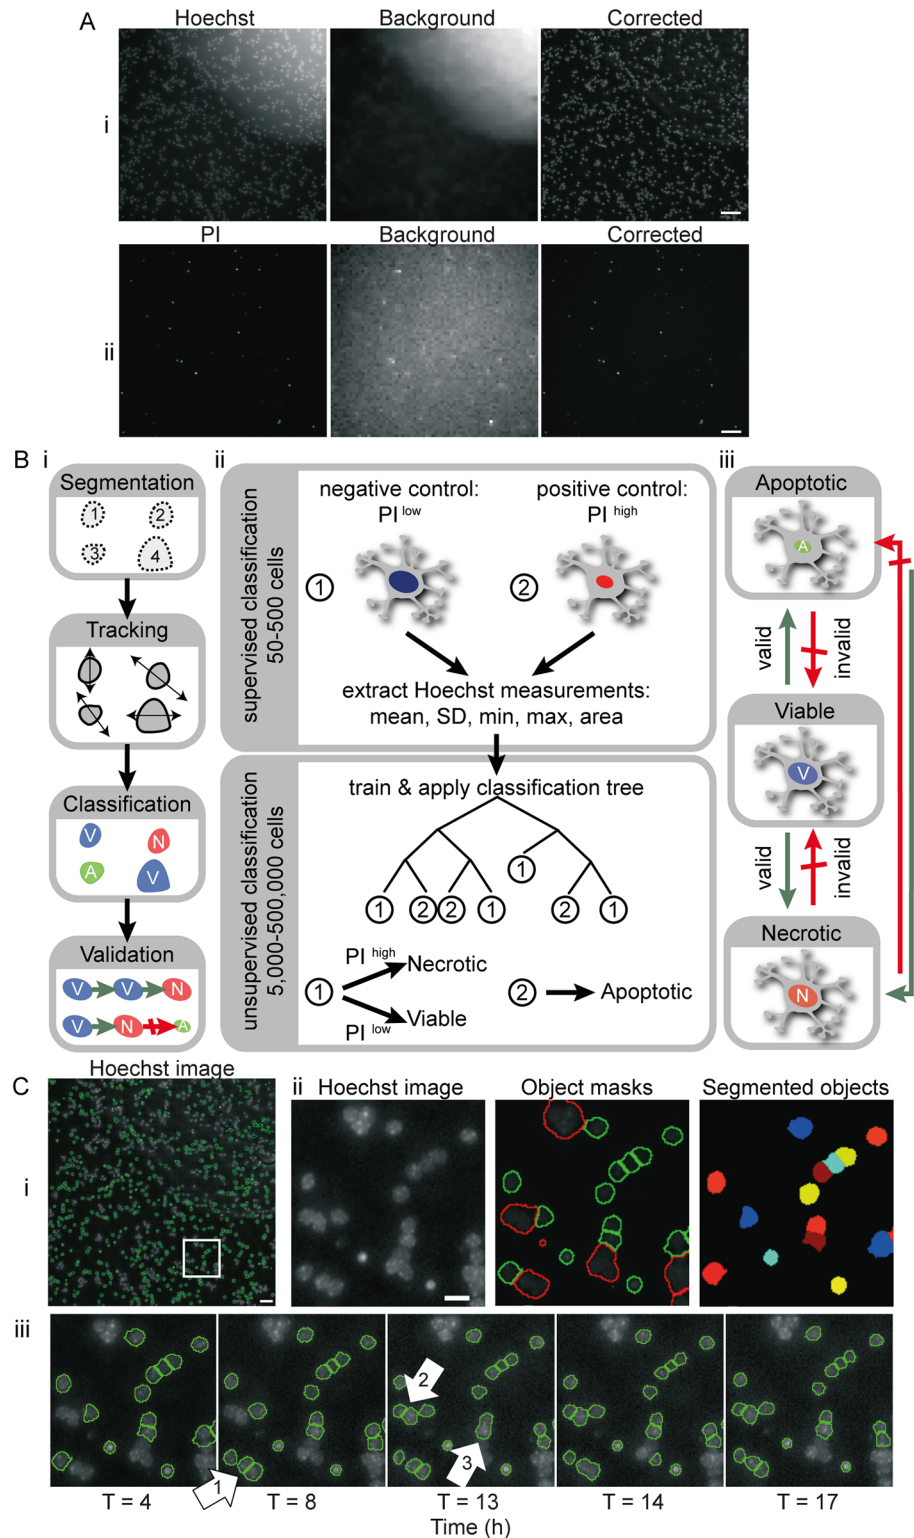 A
Hoechst Background Corrected
i
PI Background Corrected
ii
B i ii iii
Segmentation
1 2
3 4
Tracking
Classification
V N
A V
Validation
V V N
V N A
supervised classification
50-500 cells
negative control:
PI low
positive control:
PI high
1 2
extract Hoechst measurements:
mean, SD, min, max, area
unsupervised classification
5,000-500,000 cells
train & apply classification tree
1
1 2 2 1 2 1
PI high
Necrotic
1
PI low
Viable
2 Apoptotic
Apoptotic
A
valid invalid
Viable
V
valid invalid
Necrotic
N
C
Hoechst image
i
ii Hoechst image Object masks Segmented objects
iii
1 2 3
T = 4 T = 8 T = 13 T = 14 T = 17
Time (h)